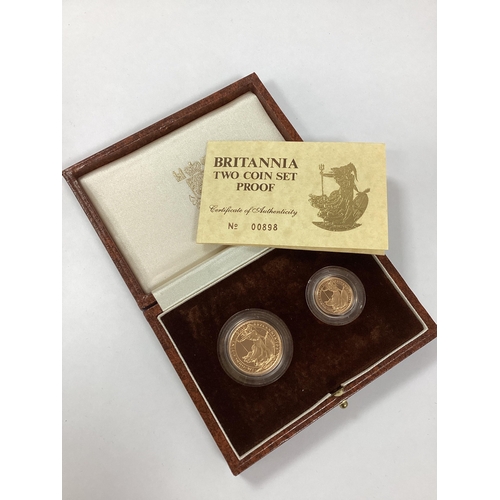 BRITANNIA
TWO COIN SET
PROOF
Certificate of Authenticity
No 00898